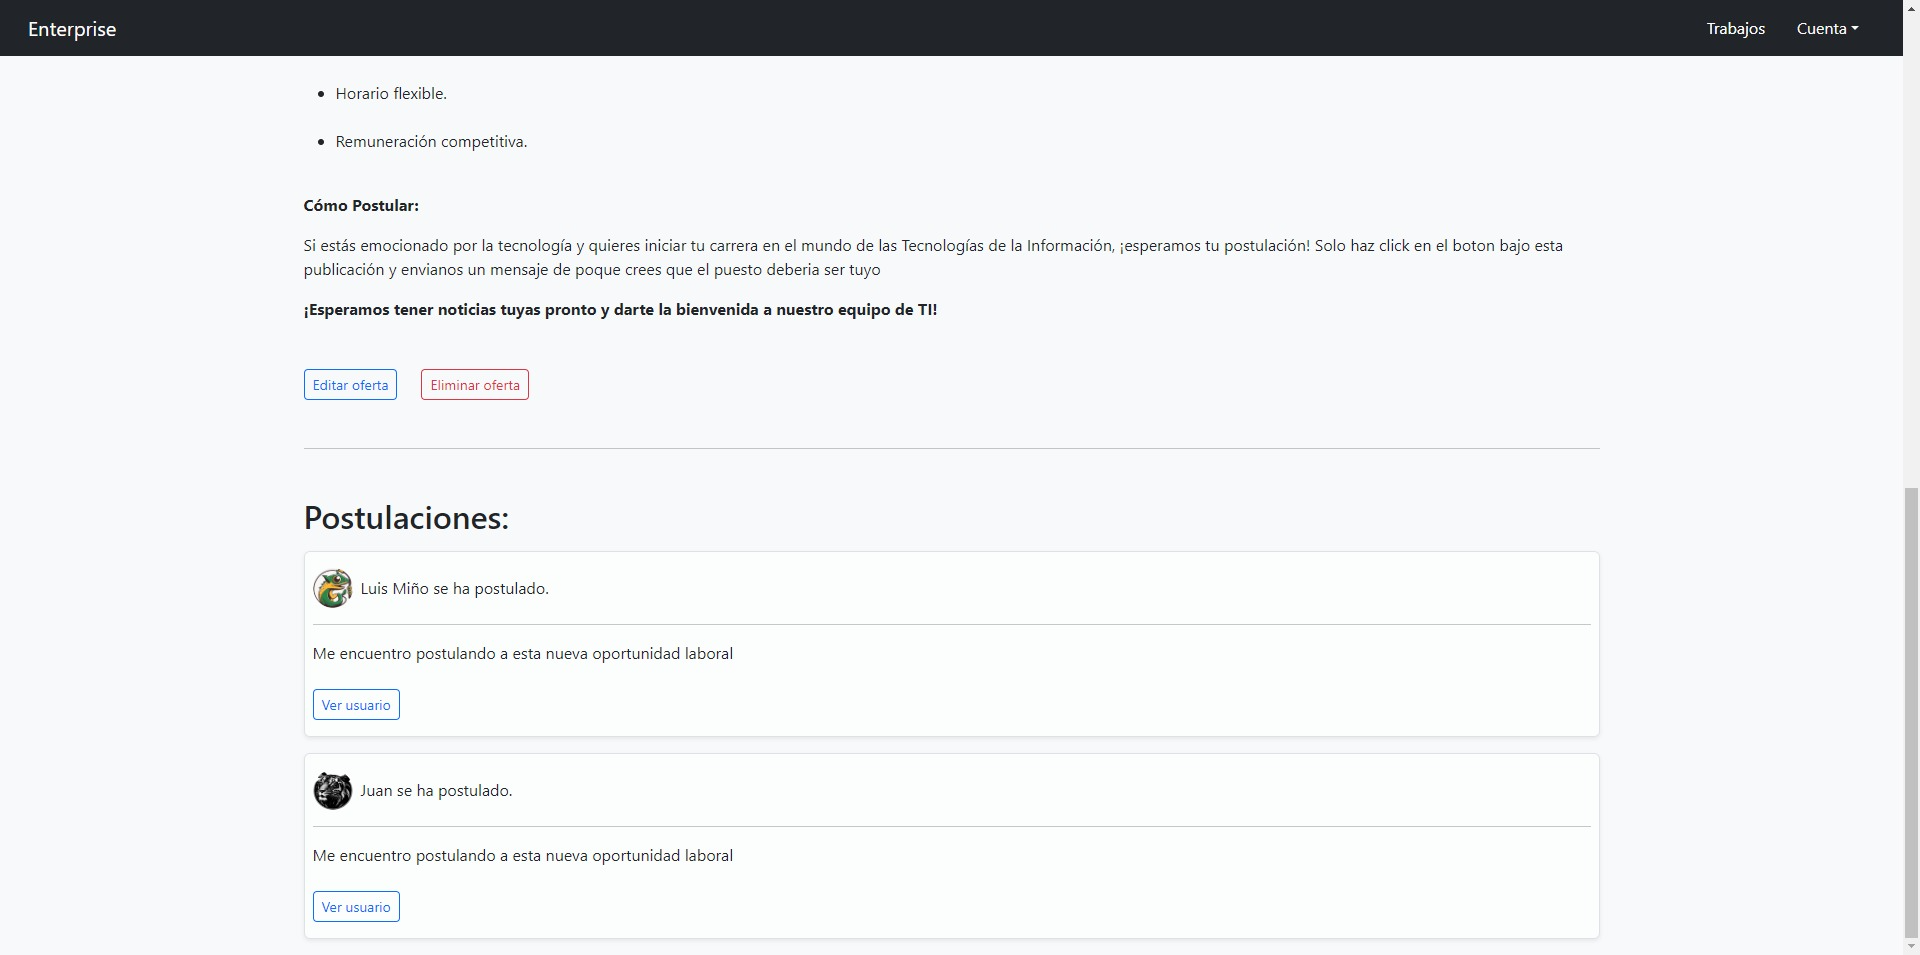 Enterprise
Trabajos
Cuenta
Horario flexible.
Remuneración competitiva.
Cómo Postular:
Si estás emocionado por la tecnología y quieres iniciar tu carrera en el mundo de las Tecnologías de la Información, ¡esperamos tu postulación! Solo haz click en el boton bajo esta
publicación y envianos un mensaje de poque crees que el puesto deberia ser tuyo
¡Esperamos tener noticias tuyas pronto y darte la bienvenida a nuestro equipo de TI!
Editar oferta
Eliminar oferta
Postulaciones:
Luis Miño se ha postulado.
Me encuentro postulando a esta nueva oportunidad laboral
Ver usuario
Juan se ha postulado.
Me encuentro postulando a esta nueva oportunidad laboral
Ver usuario